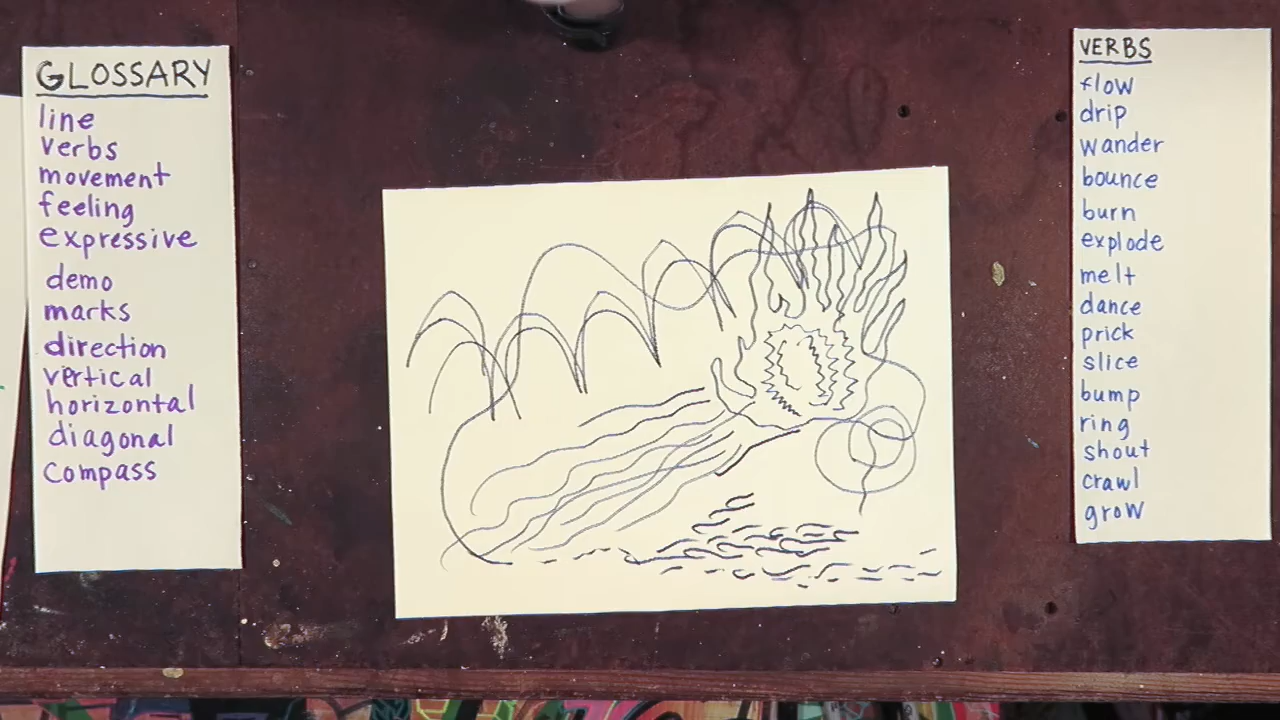 GLOSSARY
line
verbs
movement
feeling
expressive
demo
marks
direction
vertical
horizontal
diagonal
compass
VERBS
flow
drip
wander
bounce
burn
explode
melt
dance
prick
slice
bump
ring
shout
crawl
grow